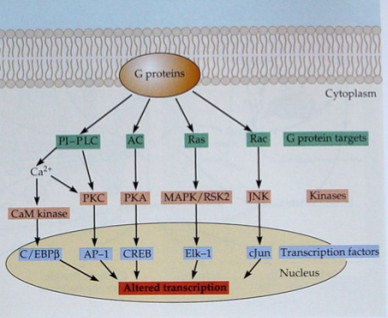 G proteins
Cytoplasm
PI–PLC AC Ras Rac G protein targets
Ca2+
PKC PKA MAPK/RSK2 JNK Kinases
CaM kinase
C/EBPβ AP–1 CREB Elk–1 cJun Transcription factors
Nucleus
Altered transcription